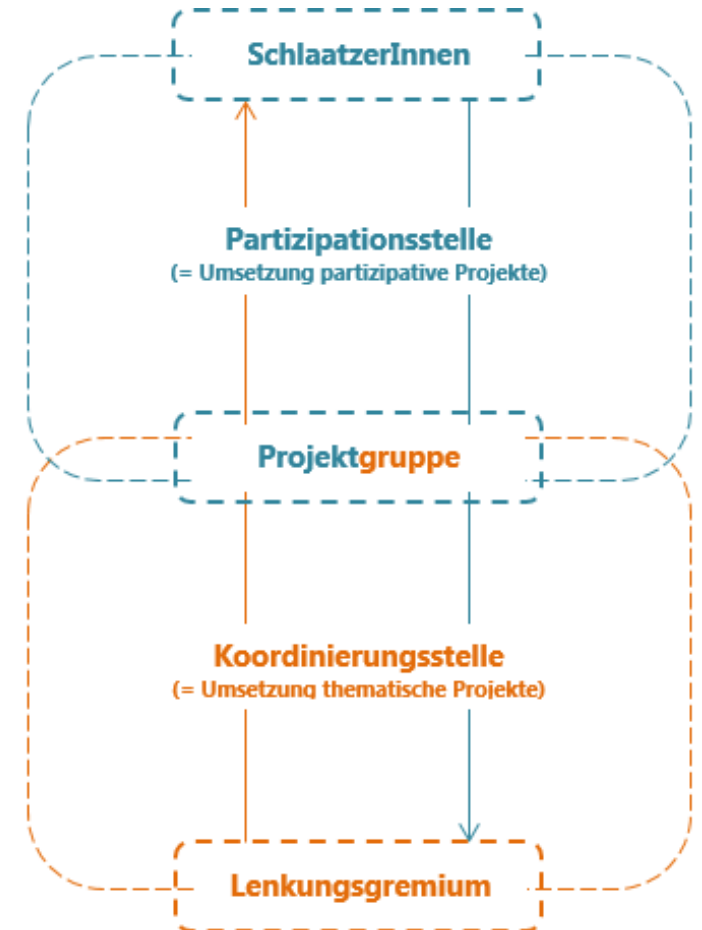 SchlaatzerInnen
Partizipationsstelle
(= Umsetzung partizipative Projekte)
Projektgruppe
Koordinierungsstelle
(= Umsetzung thematische Projekte)
Lenkungsgremium